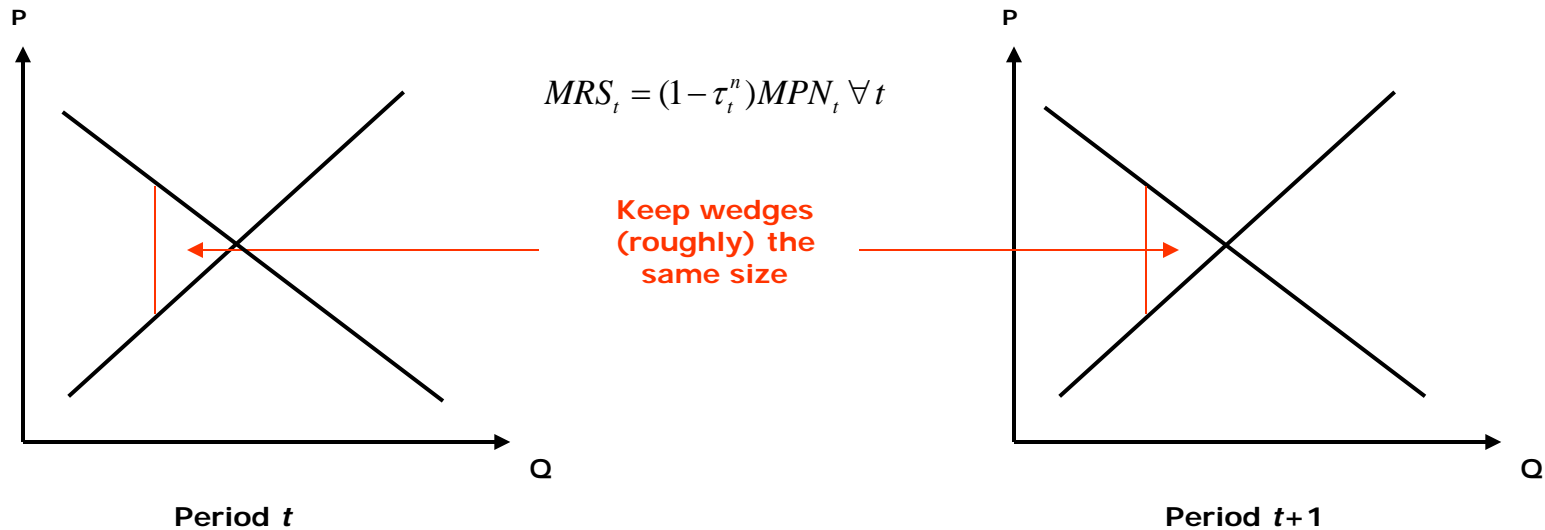 P
P
MRS_t = (1 − τ_t^n)MPN_t ∀ t
Keep wedges
(roughly) the
same size
Q
Q
Period t
Period t+1